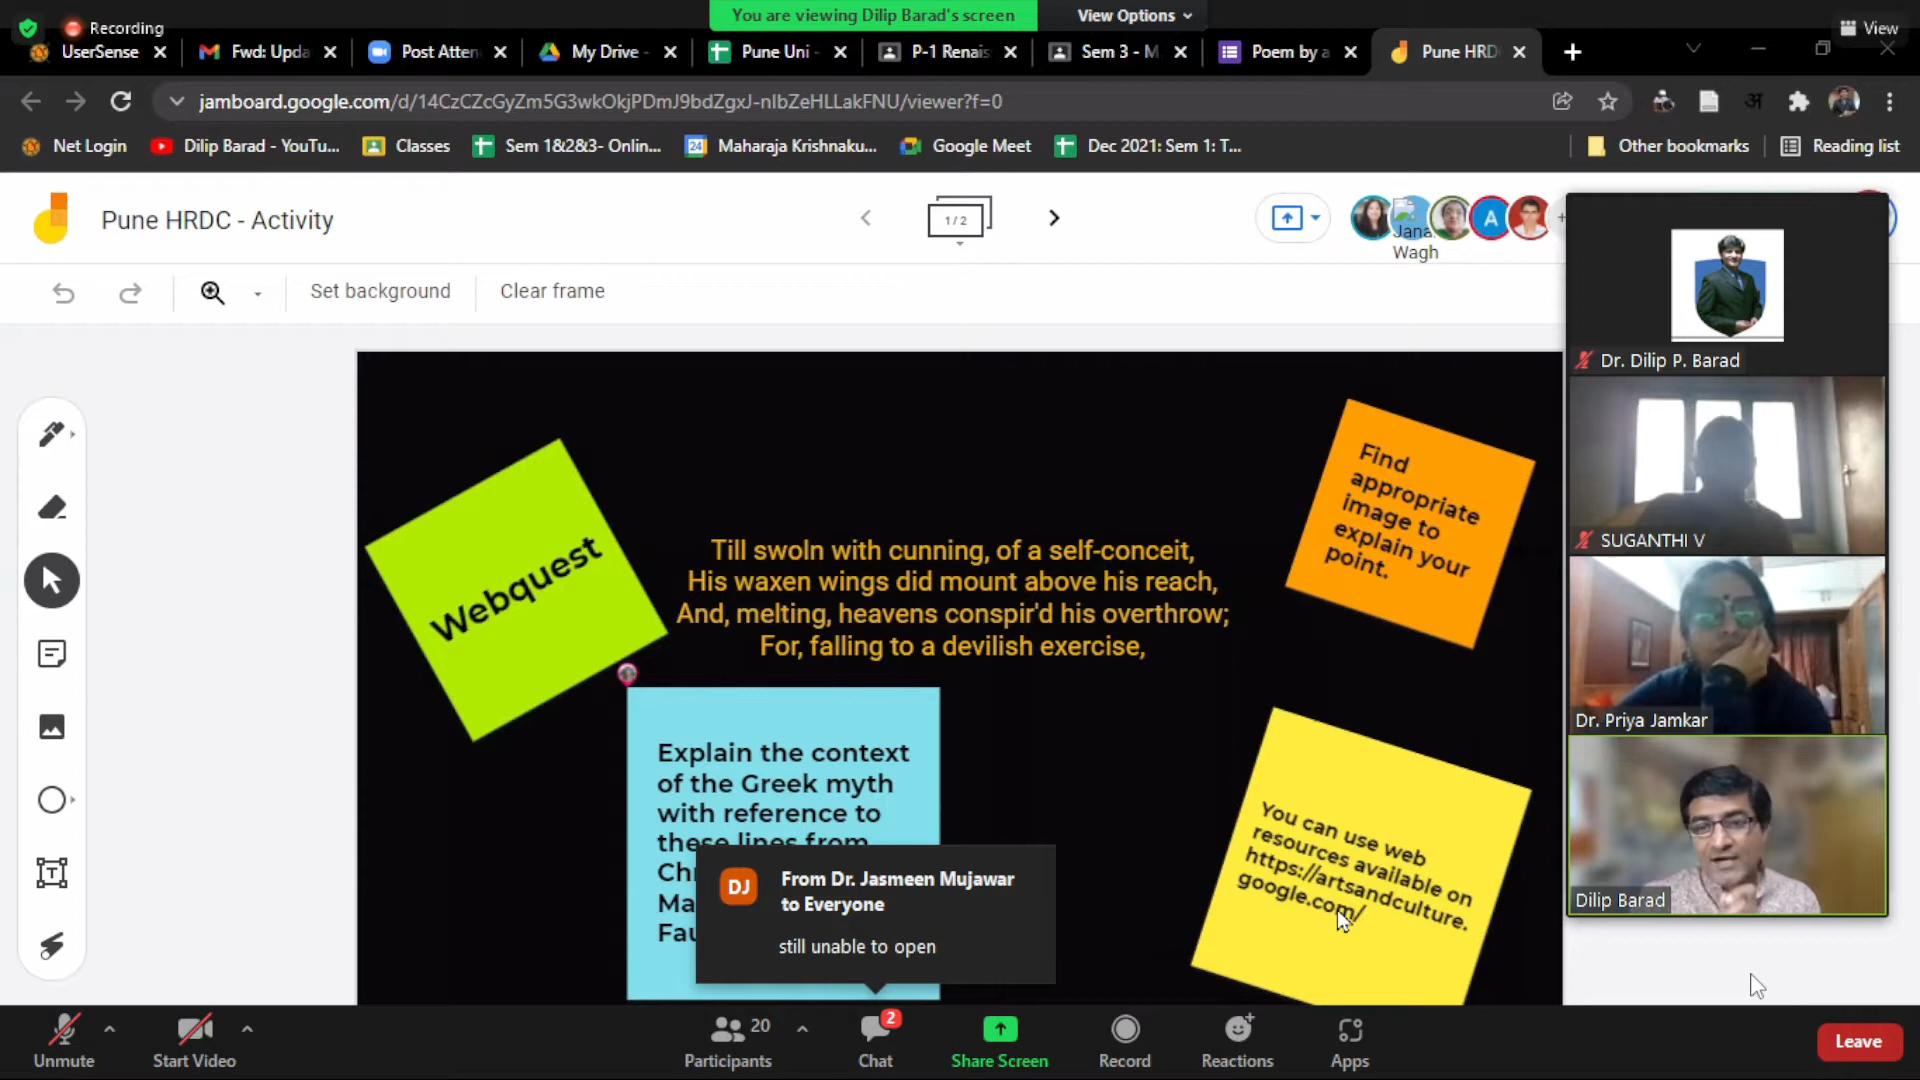 Recording
You are viewing Dilip Barad's screen
View Options
View
UserSense
Fwd: Upda
Post Atten
My Drive -
Pune Uni -
P-1 Renais
Sem 3 - M
Poem by a
Pune HRD
jamboard.google.com/d/14CzCZcGyZm5G3wkOkjPDmJ9bdZgxJ-nIbZeHLLakFNU/viewer?f=0
अ
Net Login
Dilip Barad - YouTu...
Classes
Sem 1&2&3- Onlin...
24
Maharaja Krishnaku...
Google Meet
Dec 2021: Sem 1: T...
Other bookmarks
Reading list
Pune HRDC - Activity
1 / 2
A
Jana
Wagh
Set background
Clear frame
Webquest
Till swoln with cunning, of a self-conceit,
His waxen wings did mount above his reach,
And, melting, heavens conspir'd his overthrow;
For, falling to a devilish exercise,
Find
appropriate
image to
explain your
point.
Explain the context
of the Greek myth
with reference to
these lines from
Ch
Ma
Fau
You can use web
resources available on
https://artsandculture.
google.com/
DJ
From Dr. Jasmeen Mujawar
to Everyone
still unable to open
Dr. Dilip P. Barad
SUGANTHI V
Dr. Priya Jamkar
Dilip Barad
Unmute
Start Video
20
Participants
2
Chat
Share Screen
Record
Reactions
Apps
Leave